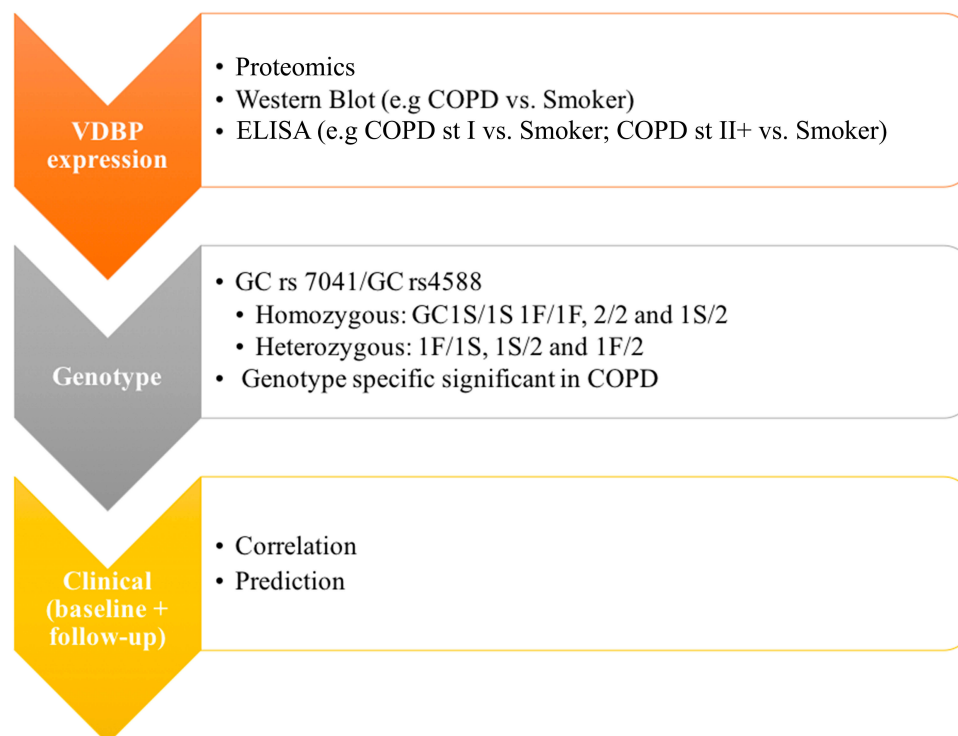 VDBP
expression
• Proteomics
• Western Blot (e.g COPD vs. Smoker)
• ELISA (e.g COPD st I vs. Smoker; COPD st II+ vs. Smoker)
Genotype
• GC rs 7041/GC rs4588
• Homozygous: GC1S/1S 1F/1F, 2/2 and 1S/2
• Heterozygous: 1F/1S, 1S/2 and 1F/2
• Genotype specific significant in COPD
Clinical
(baseline +
follow-up)
• Correlation
• Prediction